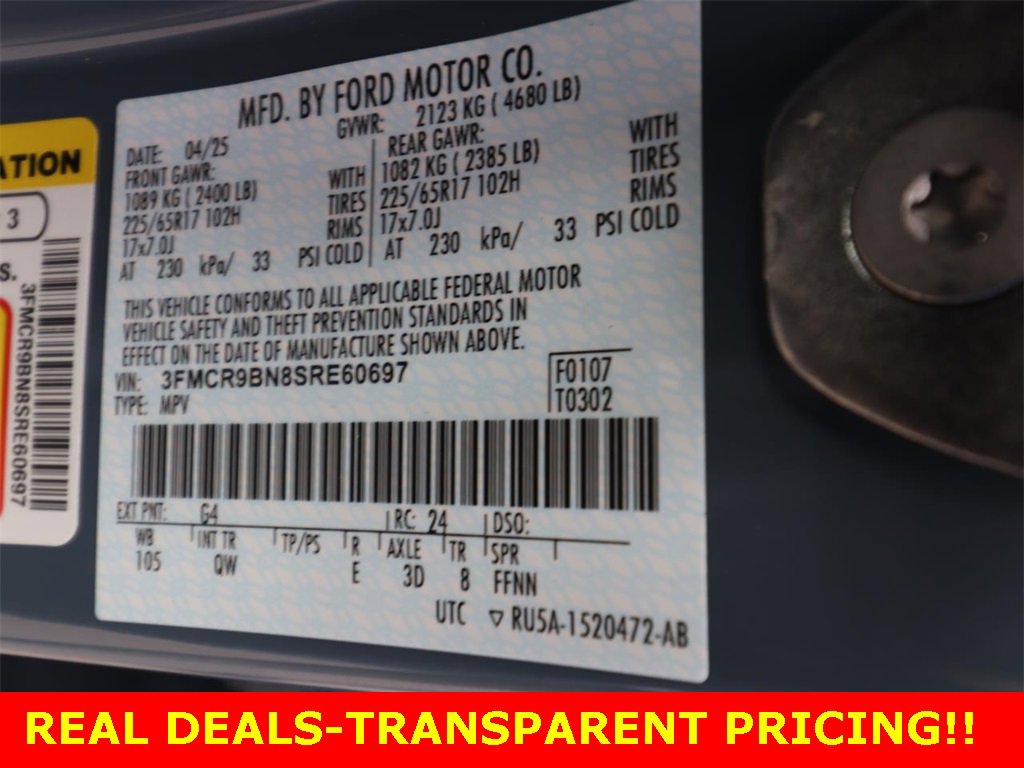 ATION
3
S.
3FMCR9BN8SRE60697
MFD. BY FORD MOTOR CO.
GVWR: 2123 KG ( 4680 LB)
DATE: 04/25
FRONT GAWR:
1089 KG ( 2400 LB) WITH
225/65R17 102H TIRES
17x7.0J RIMS
AT 230 kPa/ 33 PSI COLD
REAR GAWR:
1082 KG ( 2385 LB) WITH
225/65R17 102H TIRES
17x7.0J RIMS
AT 230 kPa/ 33 PSI COLD
THIS VEHICLE CONFORMS TO ALL APPLICABLE FEDERAL MOTOR
VEHICLE SAFETY AND THEFT PREVENTION STANDARDS IN
EFFECT ON THE DATE OF MANUFACTURE SHOWN ABOVE.
VIN: 3FMCR9BN8SRE60697
TYPE: MPV
F0107
T0302
EXT PNT: G4 RC: 24 DSO:
WB INT TR TP/PS R AXLE TR SPR
105 QW E 3D 8 FFNN
UTC ▽ RU5A-1520472-AB
REAL DEALS-TRANSPARENT PRICING!!